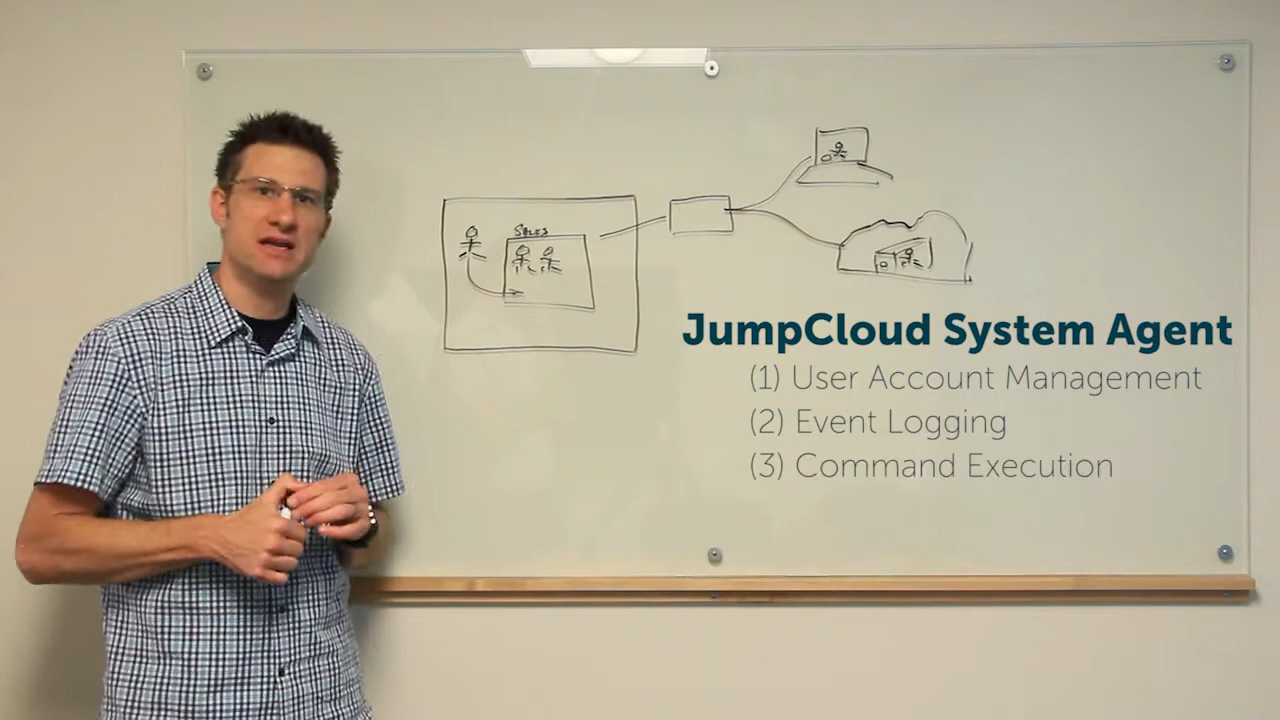 SALES
JumpCloud System Agent
(1) User Account Management
(2) Event Logging
(3) Command Execution